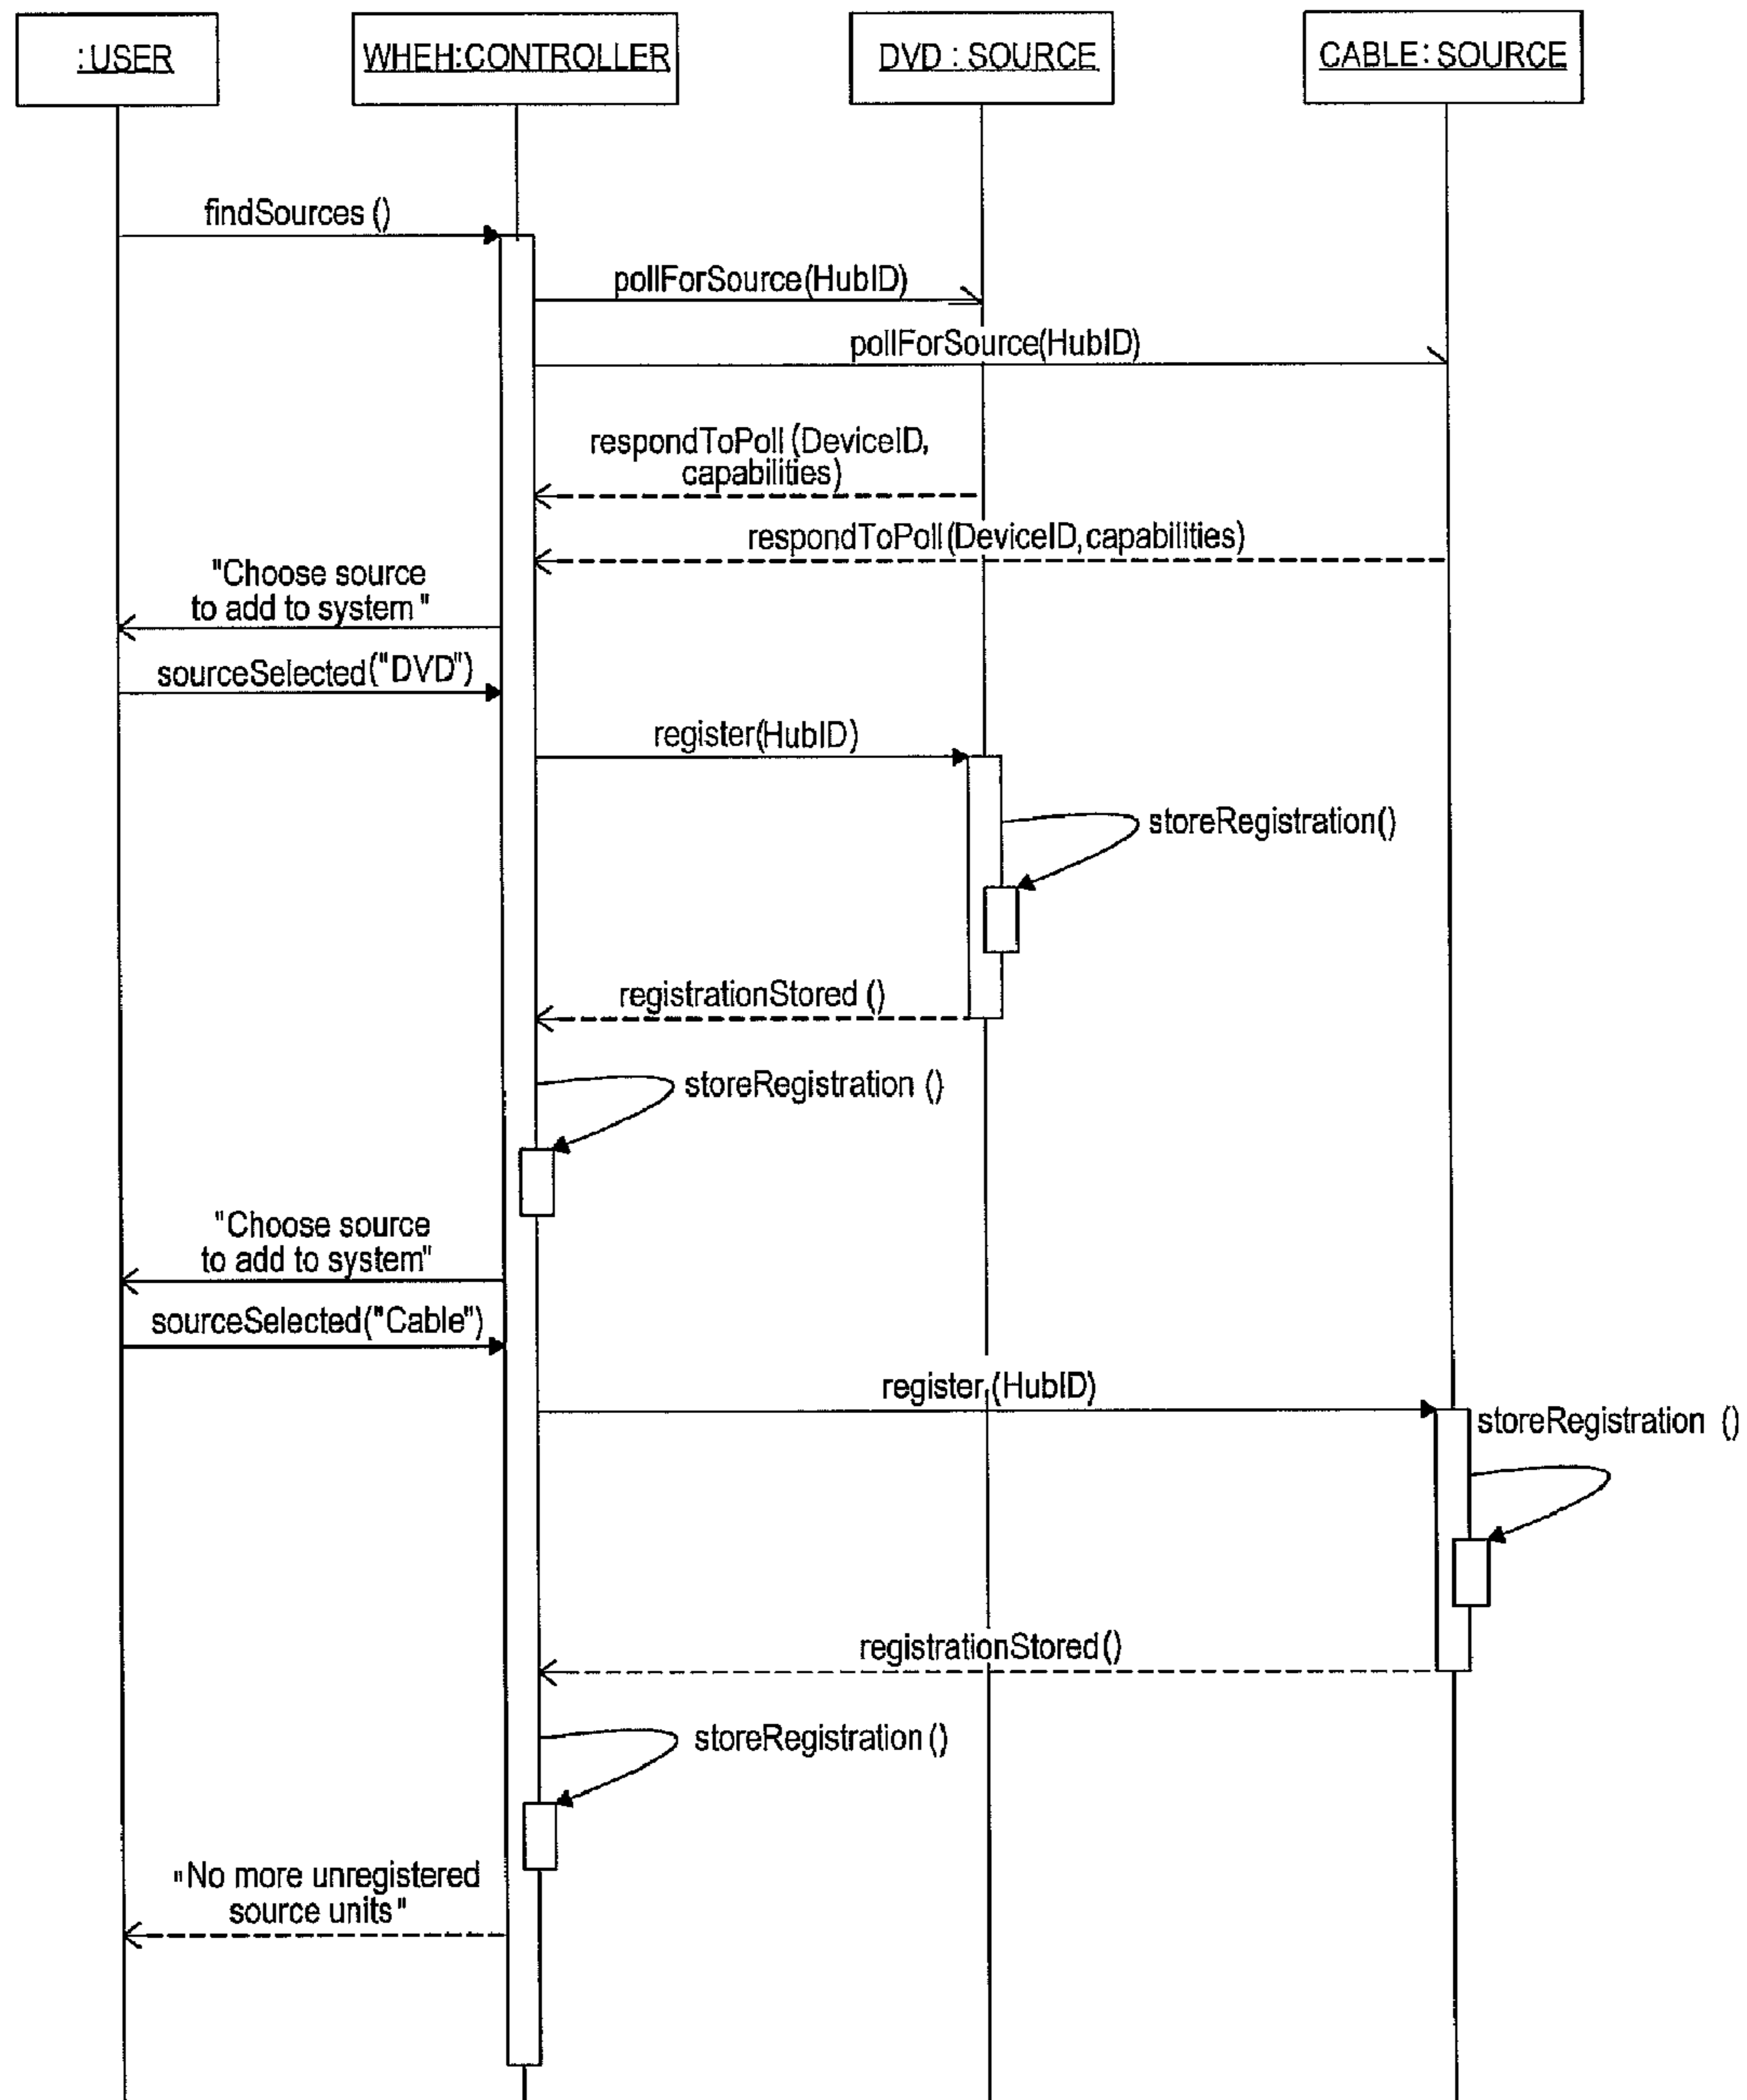 :USER
WHEH:CONTROLLER
DVD : SOURCE
CABLE: SOURCE
findSources ()
pollForSource(HubID)
pollForSource(HubID)
respondToPoll (DeviceID,
capabilities)
respondToPoll(DeviceID,capabilities)
"Choose source
to add to system"
sourceSelected("DVD")
register(HubID)
storeRegistration()
registrationStored ()
storeRegistration ()
"Choose source
to add to system"
sourceSelected("Cable")
register (HubID)
storeRegistration ()
registrationStored()
storeRegistration ()
"No more unregistered
source units"